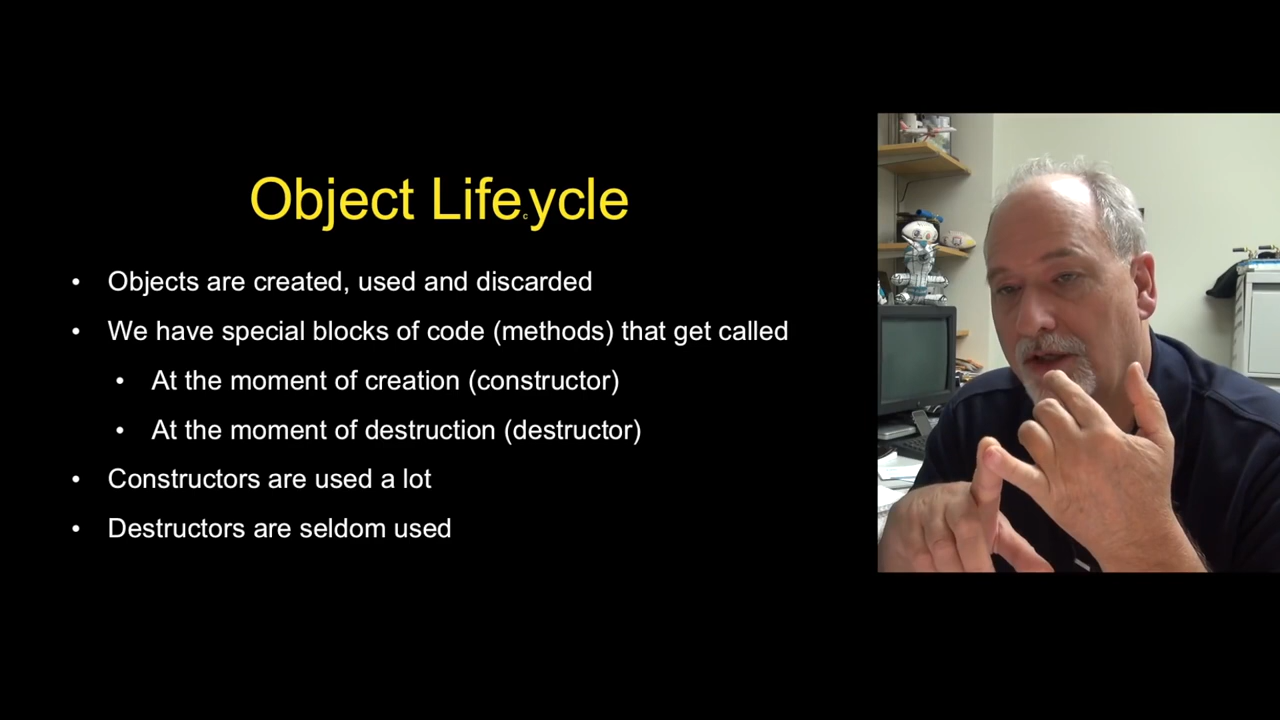 Object Lifecycle
• Objects are created, used and discarded
• We have special blocks of code (methods) that get called
• At the moment of creation (constructor)
• At the moment of destruction (destructor)
• Constructors are used a lot
• Destructors are seldom used